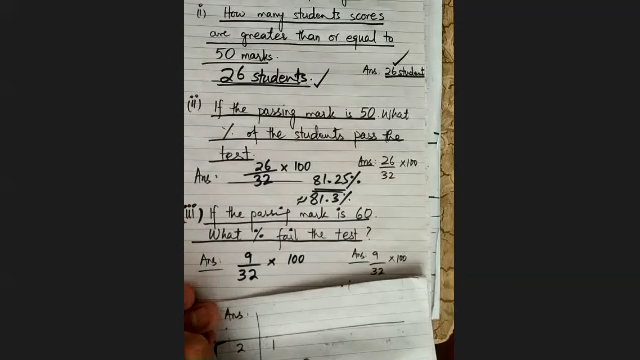 (i) How many students scores
are greater than or equal to
50 marks.
26 students.
Ans. 26 student
(ii) If the passing mark is 50. What
% of the students pass the
test
Ans: 26/32 × 100
81.25%
≈ 81.3%
Ans: 26/32 × 100
(iii) If the passing mark is 60.
What % fail the test?
Ans: 9/32 × 100
Ans: 9/32 × 100
Ans:
2 1